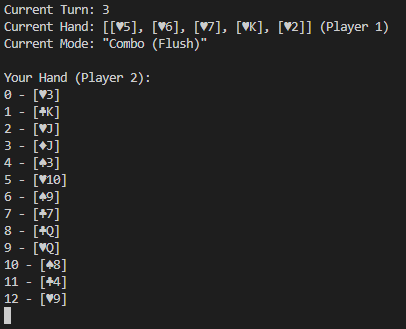 Current Turn: 3
Current Hand: [[♥5], [♥6], [♥7], [♥K], [♥2]] (Player 1)
Current Mode: "Combo (Flush)"
Your Hand (Player 2):
0 - [♥3]
1 - [♣K]
2 - [♥J]
3 - [♦J]
4 - [♠3]
5 - [♥10]
6 - [♠9]
7 - [♣7]
8 - [♣Q]
9 - [♥Q]
10 - [♠8]
11 - [♣4]
12 - [♥9]